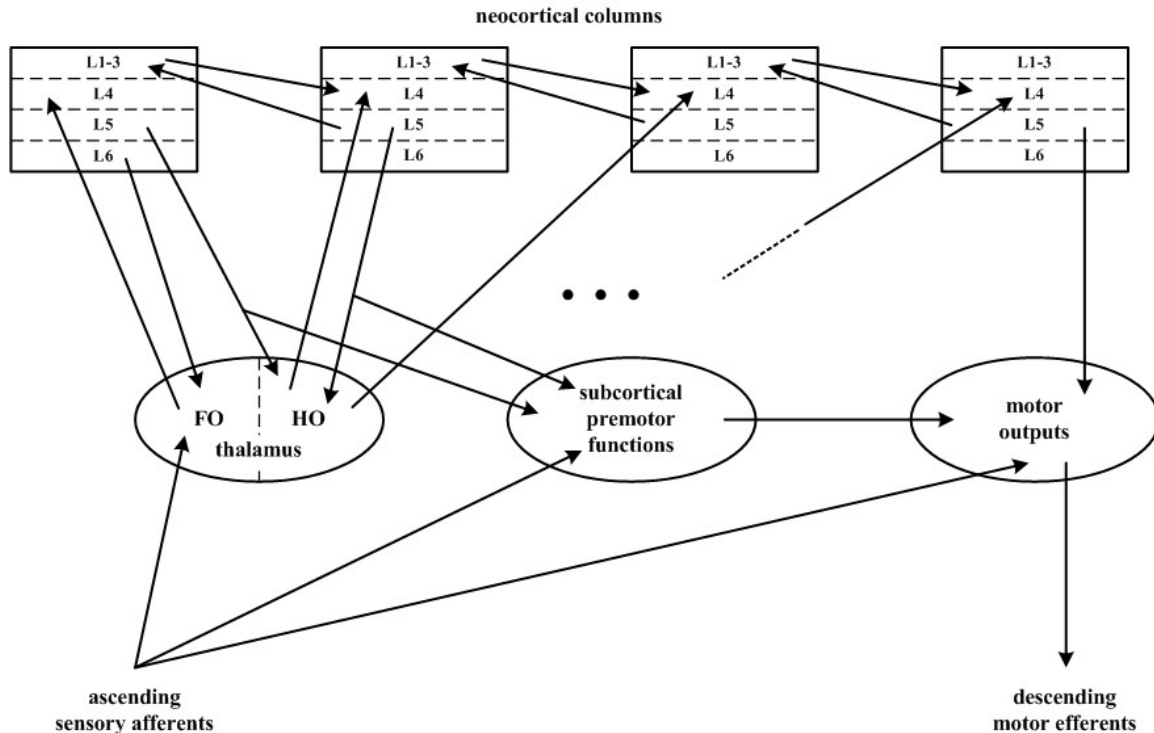 neocortical columns
L1-3
L4
L5
L6
L1-3
L4
L5
L6
L1-3
L4
L5
L6
L1-3
L4
L5
L6
FO
HO
thalamus
subcortical
premotor
functions
motor
outputs
ascending
sensory afferents
descending
motor efferents